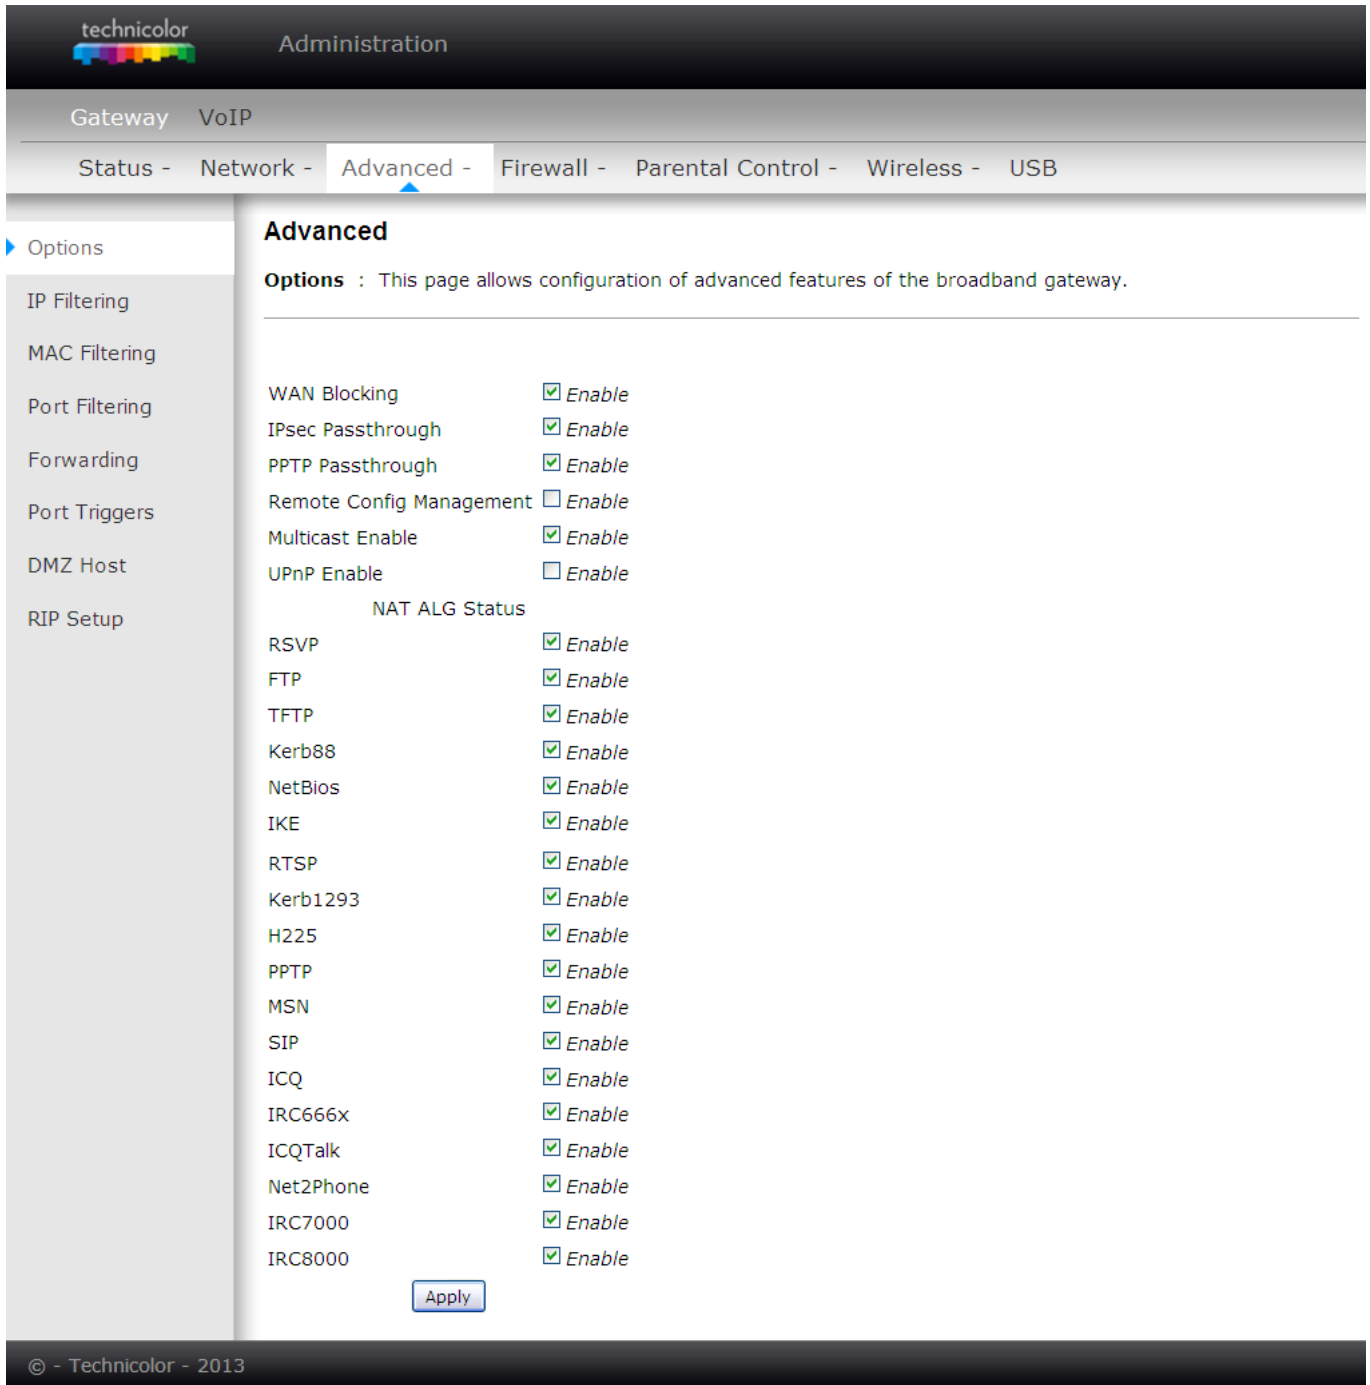 technicolor
Administration
Gateway VoIP
Status - Network - Advanced - Firewall - Parental Control - Wireless - USB
Options
IP Filtering
MAC Filtering
Port Filtering
Forwarding
Port Triggers
DMZ Host
RIP Setup
Advanced
Options : This page allows configuration of advanced features of the broadband gateway.
WAN Blocking Enable
IPsec Passthrough Enable
PPTP Passthrough Enable
Remote Config Management Enable
Multicast Enable Enable
UPnP Enable Enable
NAT ALG Status
RSVP Enable
FTP Enable
TFTP Enable
Kerb88 Enable
NetBios Enable
IKE Enable
RTSP Enable
Kerb1293 Enable
H225 Enable
PPTP Enable
MSN Enable
SIP Enable
ICQ Enable
IRC666x Enable
ICQTalk Enable
Net2Phone Enable
IRC7000 Enable
IRC8000 Enable
Apply
© - Technicolor - 2013